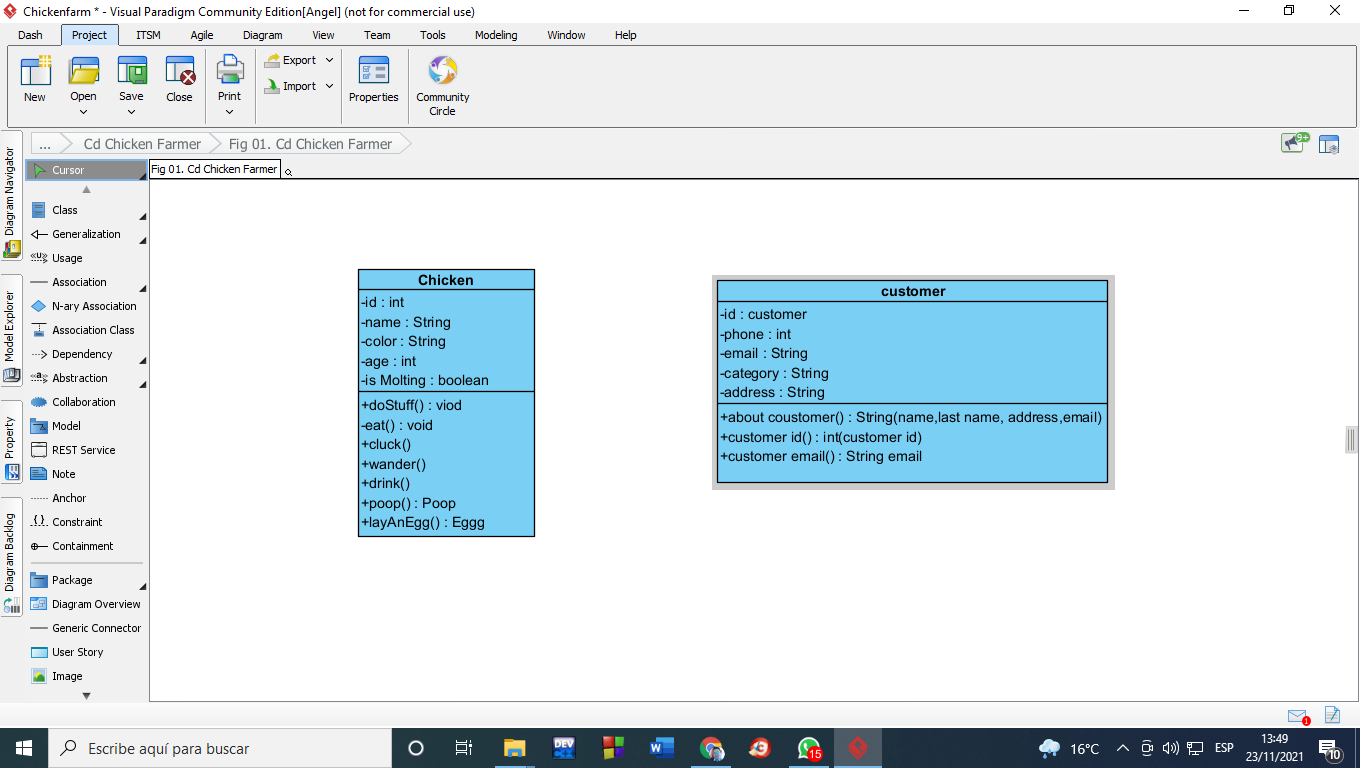 Chickenfarm * - Visual Paradigm Community Edition[Angel] (not for commercial use)
Dash Project ITSM Agile Diagram View Team Tools Modeling Window Help
New Open Save Close Print Export Import Properties Community Circle
... Cd Chicken Farmer Fig 01. Cd Chicken Farmer
9+
Diagram Navigator
Model Explorer
Property
Diagram Backlog
Cursor
Fig 01. Cd Chicken Farmer
Class
Generalization
«U» Usage
Association
N-ary Association
Association Class
Dependency
«a» Abstraction
Collaboration
Model
REST Service
Note
Anchor
{} Constraint
Containment
Package
Diagram Overview
Generic Connector
User Story
Image
Chicken
-id : int
-name : String
-color : String
-age : int
-is Molting : boolean
+doStuff() : viod
-eat() : void
+cluck()
+wander()
+drink()
+poop() : Poop
+layAnEgg() : Eggg
customer
-id : customer
-phone : int
-email : String
-category : String
-address : String
+about coustomer() : String(name,last name, address,email)
+customer id() : int(customer id)
+customer email() : String email
1
Escribe aquí para buscar
DEV
15
16°C
ESP
13:49
23/11/2021
10